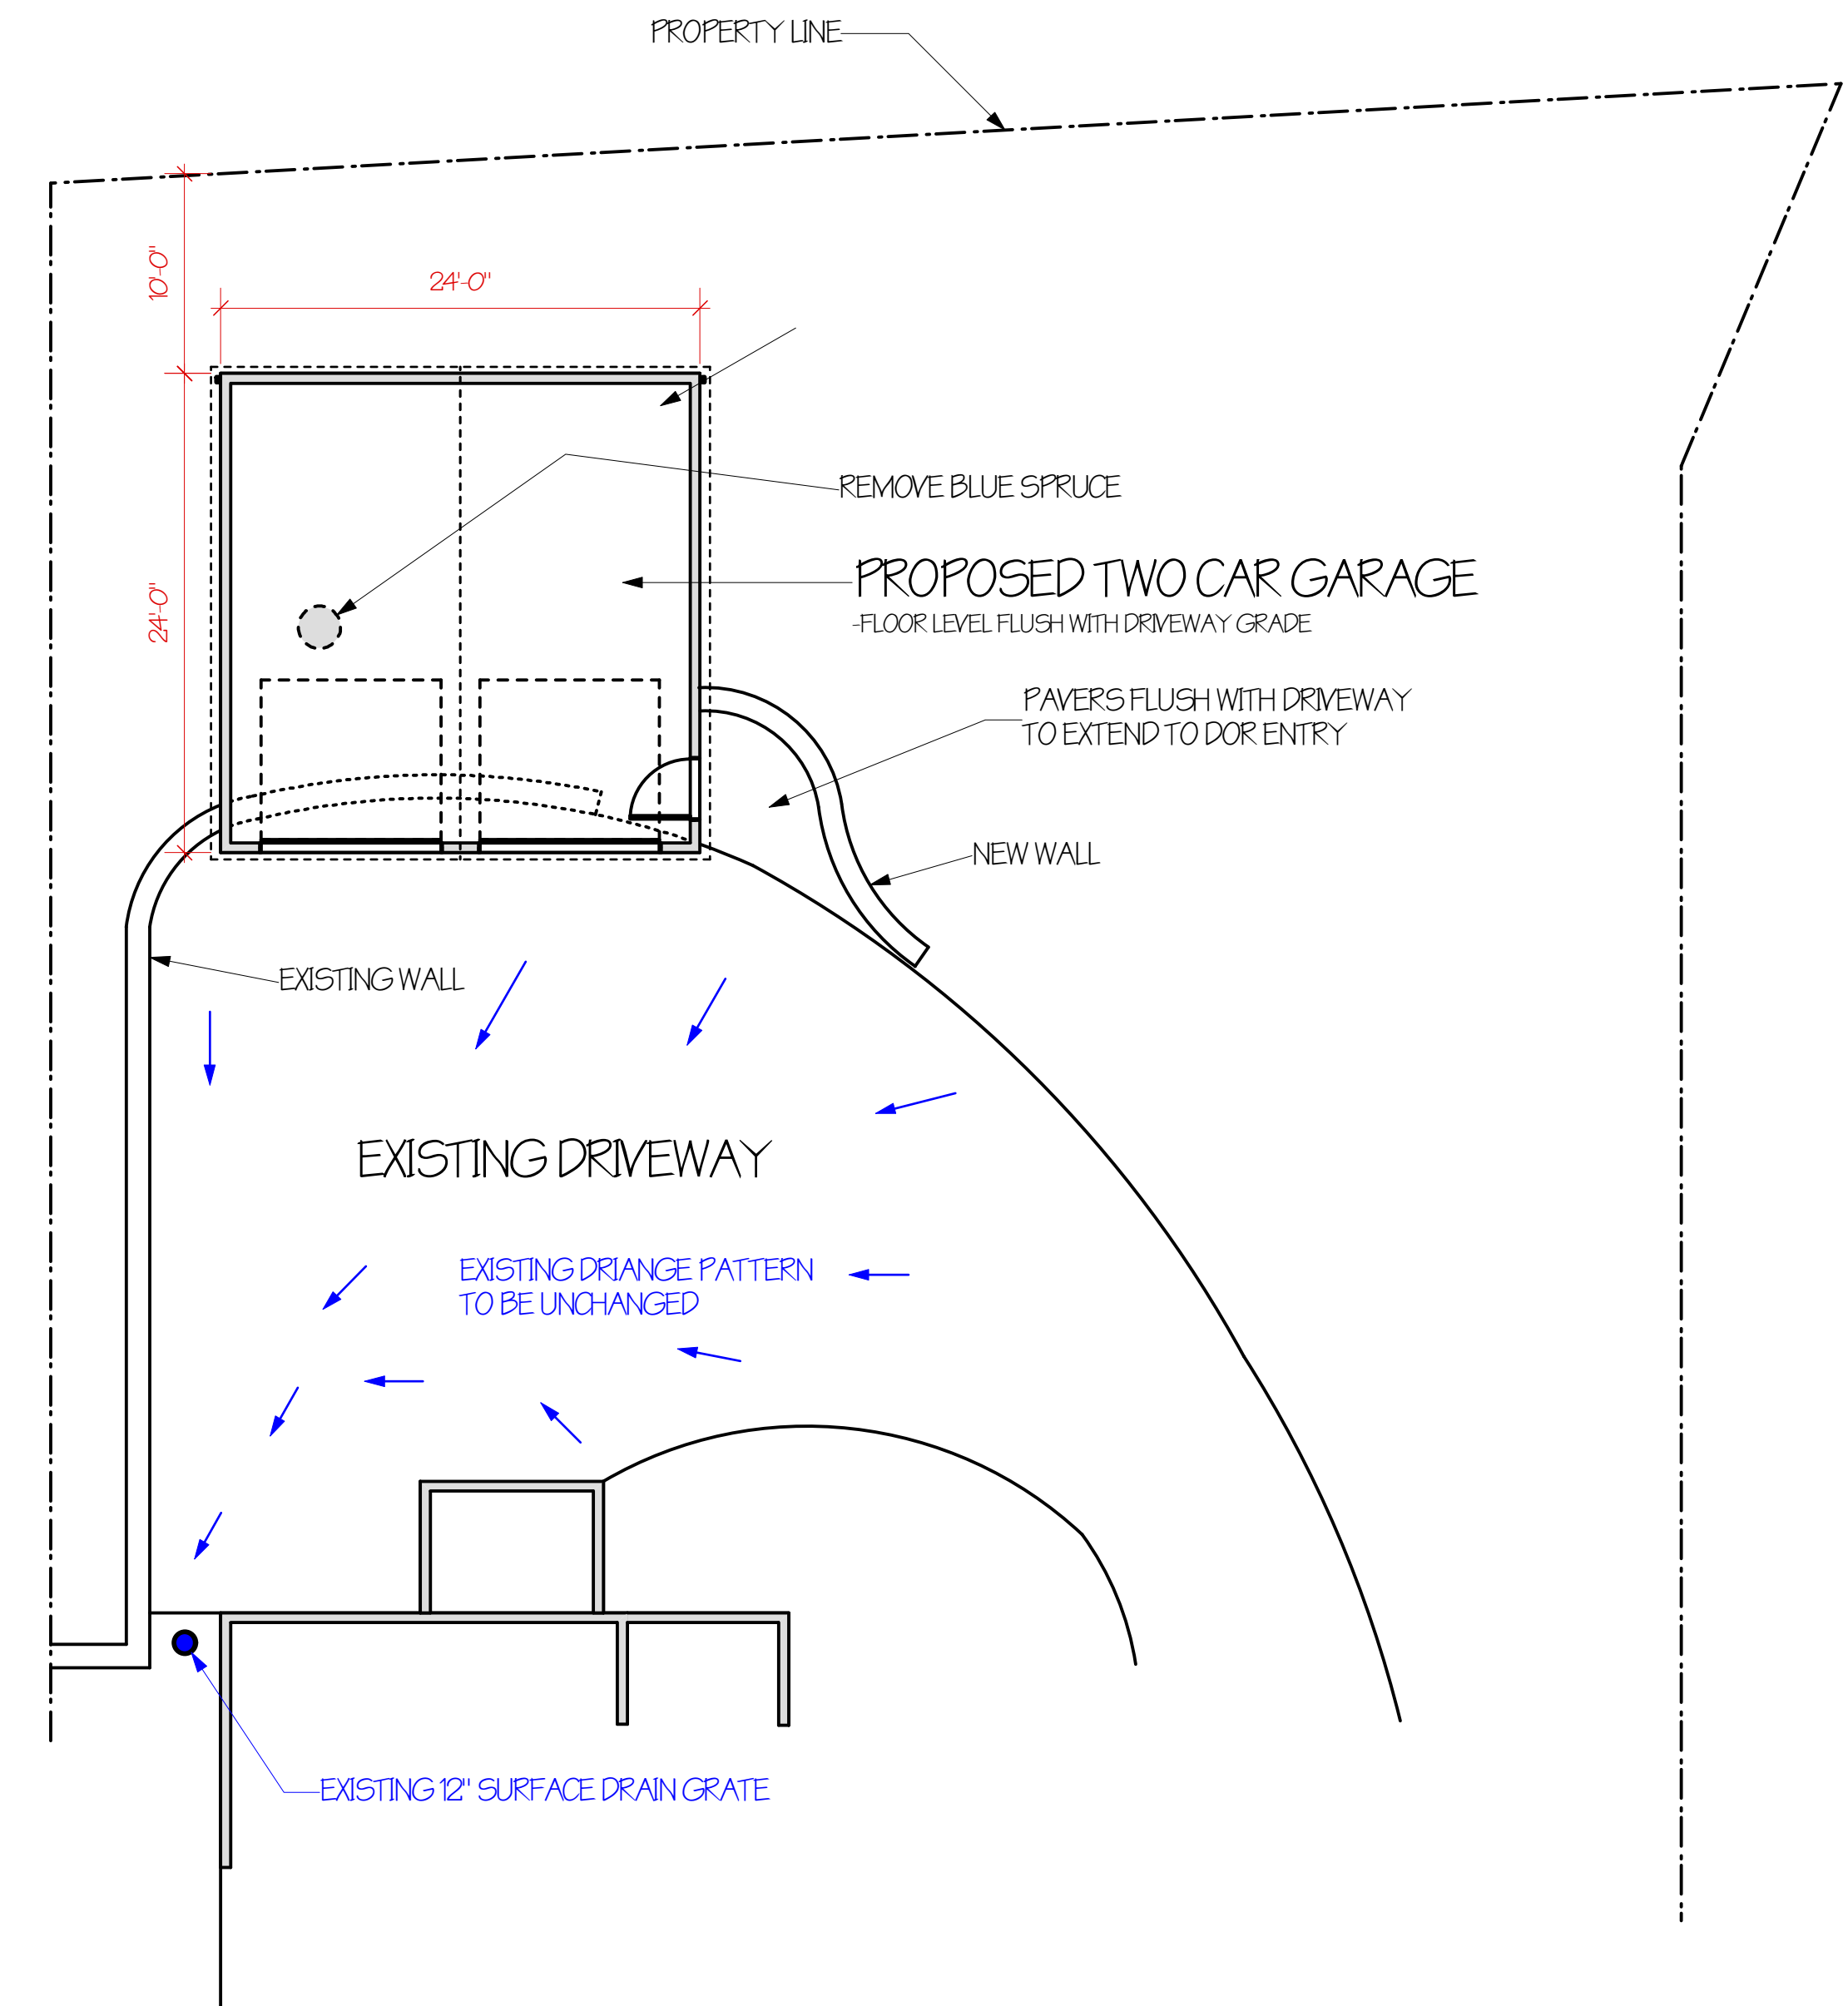 PROPERTY LINE
10'-0"
24'-0"
REMOVE BLUE SPRUCE
PROPOSED TWO CAR GARAGE
-FLOOR LEVEL FLUSH WITH DRIVEWAY GRADE
24'-0"
PAVERS FLUSH WITH DRIVEWAY
TO EXTEND TO DOR ENTRY
NEW WALL
EXISTING WALL
EXISTING DRIVEWAY
EXISTING DRIANGE PATTERN
TO BE UNCHANGED
EXISTING 12" SURFACE DRAIN GRATE